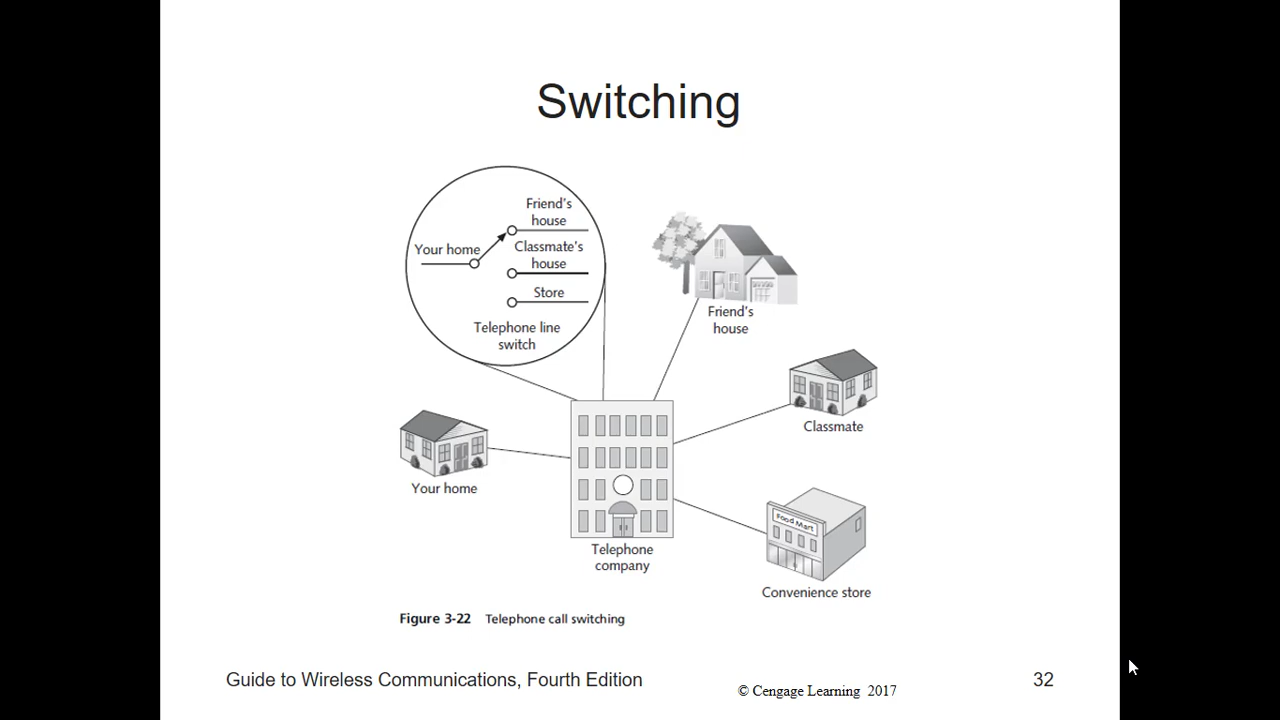 Switching
Friend's
house
Your home
Classmate's
house
Store
Telephone line
switch
Friend's
house
Classmate
Your home
Food Mart
Telephone
company
Convenience store
Figure 3-22 Telephone call switching
Guide to Wireless Communications, Fourth Edition
© Cengage Learning 2017
32